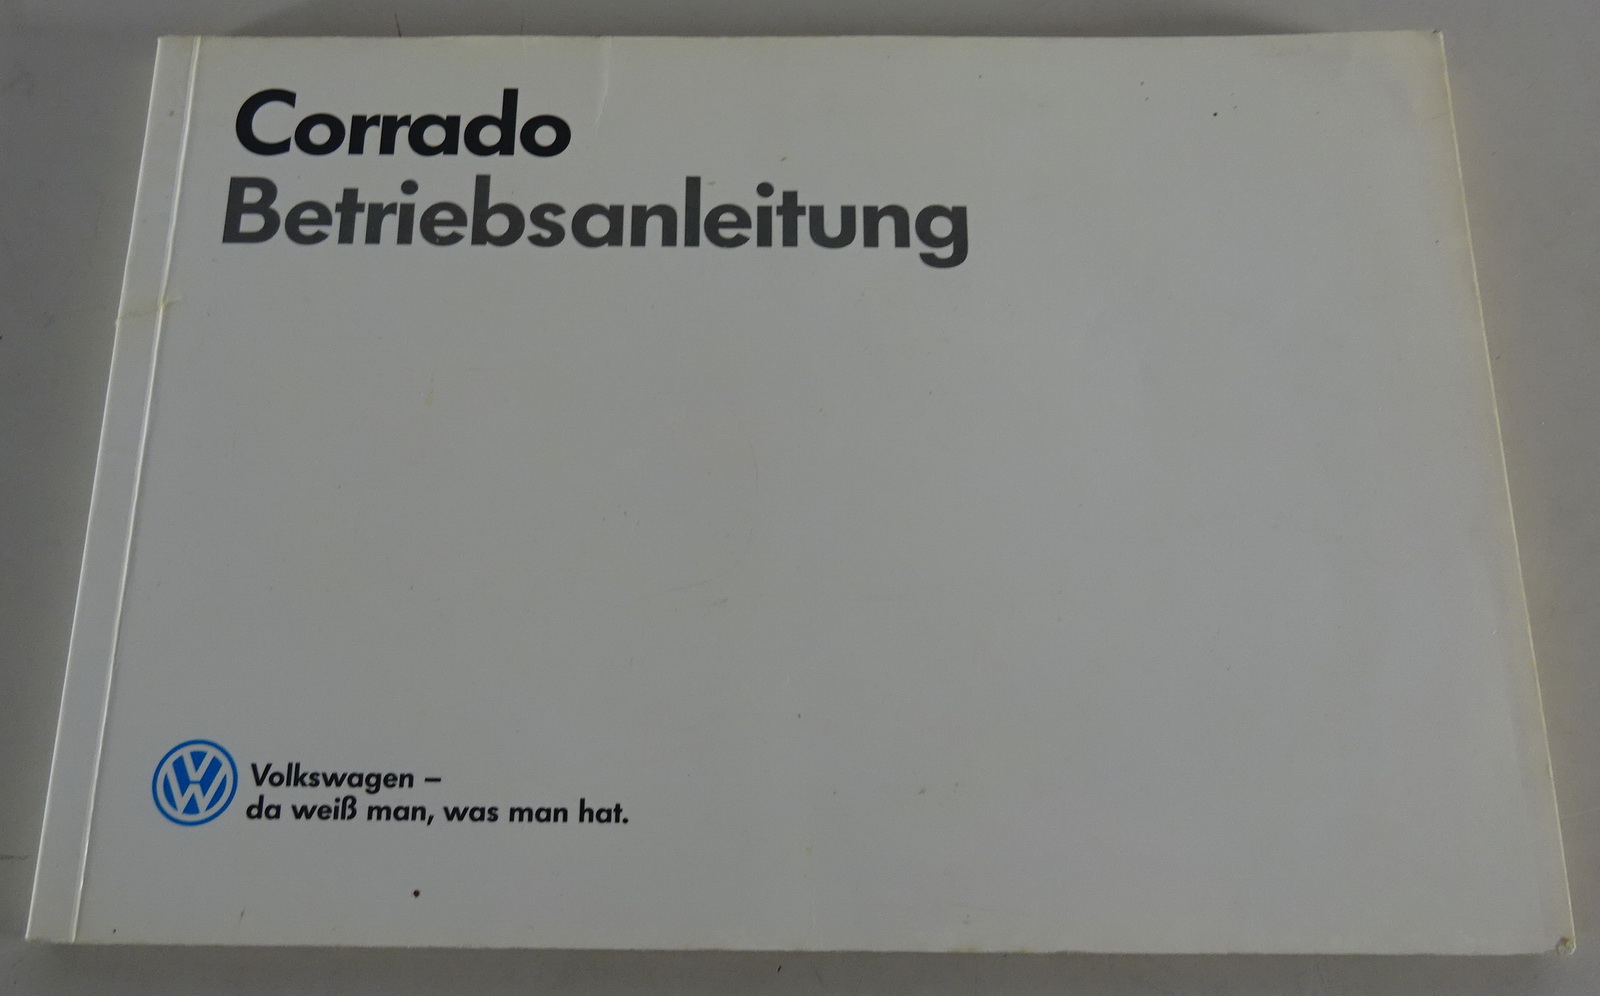 Corrado
Betriebsanleitung
Volkswagen –
da weiß man, was man hat.